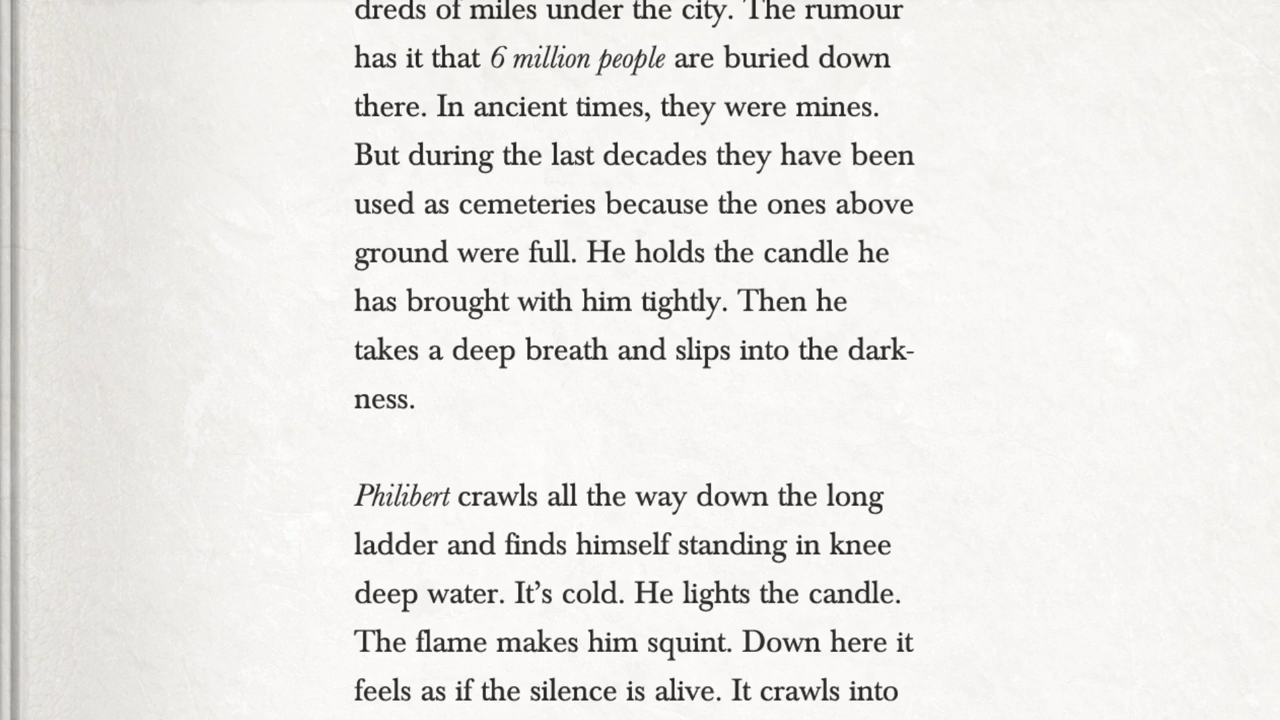 dreds of miles under the city. The rumour
has it that 6 million people are buried down
there. In ancient times, they were mines.
But during the last decades they have been
used as cemeteries because the ones above
ground were full. He holds the candle he
has brought with him tightly. Then he
takes a deep breath and slips into the dark-
ness.
Philibert crawls all the way down the long
ladder and finds himself standing in knee
deep water. It’s cold. He lights the candle.
The flame makes him squint. Down here it
feels as if the silence is alive. It crawls into